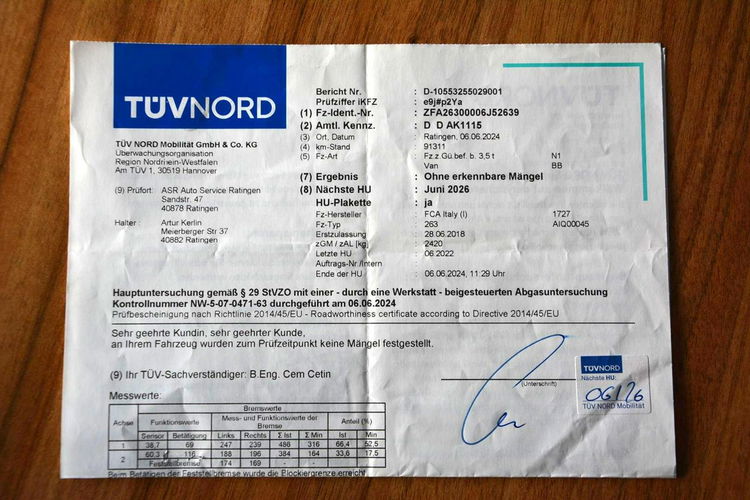 TÜVNORD
TÜV NORD Mobilität GmbH & Co. KG
Überwachungsorganisation
Region Nordrhein-Westfalen
Am TÜV 1, 30519 Hannover
(9) Prüfort: ASR Auto Service Ratingen
Sandstr. 47
40878 Ratingen
Halter : Artur Kerlin
Meierberger Str 37
40882 Ratingen
Bericht Nr. : D-10553255029001
Prüfziffer iKFZ : e9j#p2Ya
(1) Fz-Ident.-Nr. : ZFA26300006J52639
(2) Amtl. Kennz. : D D AK1115
(3) Ort, Datum : Ratingen, 06.06.2024
(4) km-Stand : 91311
(5) Fz-Art : Fz.z.Gü.bef. b. 3,5 t N1
Van BB
(7) Ergebnis : Ohne erkennbare Mängel
(8) Nächste HU : Juni 2026
HU-Plakette : ja
Fz-Hersteller : FCA Italy (I) 1727
Fz-Typ : 263 AIQ00045
Erstzulassung : 28.06.2018
zGM / zAL [kg] : 2420
Letzte HU : 06.2022
Auftrags-Nr./Intern :
Ende der HU : 06.06.2024, 11:29 Uhr
Hauptuntersuchung gemäß § 29 StVZO mit einer - durch eine Werkstatt - beigesteuerten Abgasuntersuchung
Kontrollnummer NW-5-07-0471-63 durchgeführt am 06.06.2024
Prüfbescheinigung nach Richtlinie 2014/45/EU - Roadworthiness certificate according to Directive 2014/45/EU
Sehr geehrte Kundin, sehr geehrter Kunde,
an Ihrem Fahrzeug wurden zum Prüfzeitpunkt keine Mängel festgestellt.
(9) Ihr TÜV-Sachverständiger: B.Eng. Cem Cetin
(Unterschrift)
TÜVNORD
Nächste HU:
06/26
TÜV NORD Mobilität
Messwerte:
Bremswerte
Achse Funktionswerte Mess- und Funktionswerte der Bremse Anteil (%)
Sensor Betätigung Links Rechts Σ Ist Σ Min Ist Min
1 38,7 69 247 239 486 316 66,4 52,5
2 60,3 116 188 196 384 164 33,6 17,5
Feststellbremse 174 169 -
Beim Betätigen der Feststellbremse wurde die Blockiergrenze erreicht